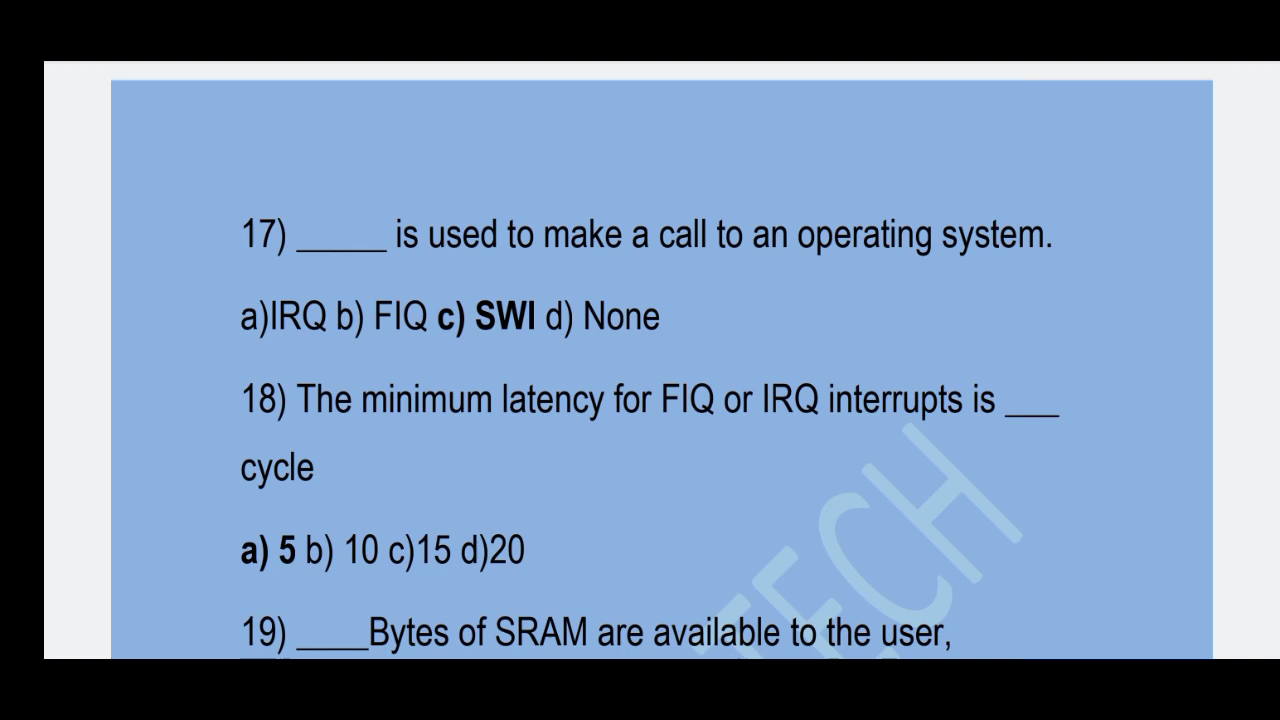 17) _____ is used to make a call to an operating system.
a)IRQ b) FIQ c) SWI d) None
18) The minimum latency for FIQ or IRQ interrupts is ___
cycle
a) 5 b) 10 c)15 d)20
19) ____Bytes of SRAM are available to the user,
TECH